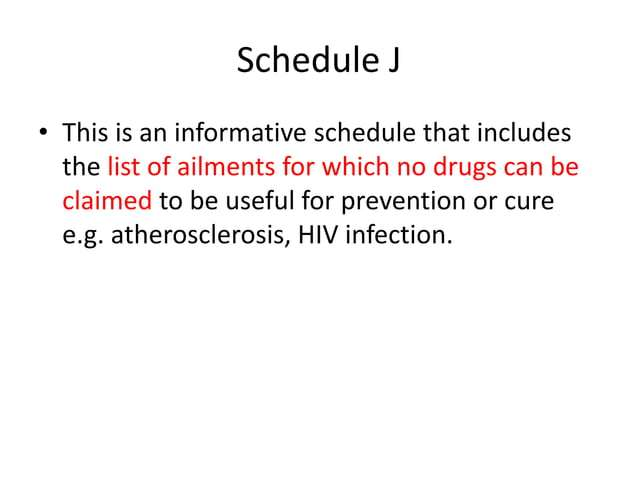 Schedule J
• This is an informative schedule that includes
the list of ailments for which no drugs can be
claimed to be useful for prevention or cure
e.g. atherosclerosis, HIV infection.